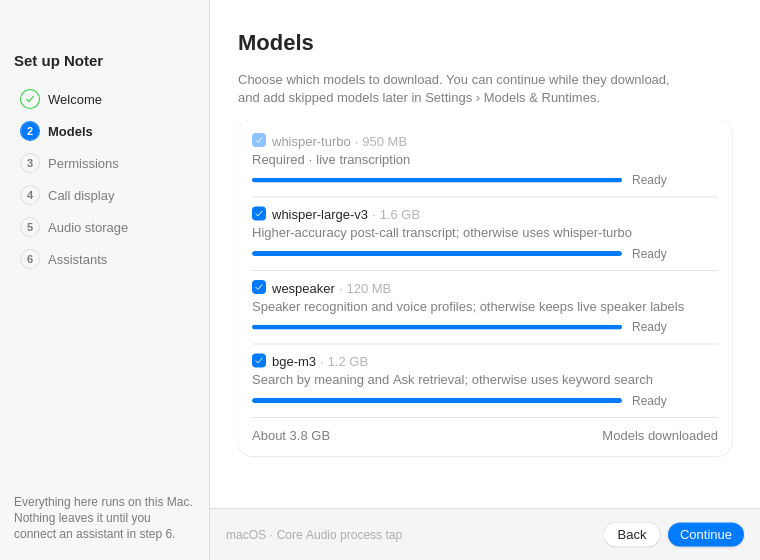 Set up Noter
Welcome
2 Models
3 Permissions
4 Call display
5 Audio storage
6 Assistants
Everything here runs on this Mac.
Nothing leaves it until you
connect an assistant in step 6.
Models
Choose which models to download. You can continue while they download,
and add skipped models later in Settings › Models & Runtimes.
whisper-turbo · 950 MB
Required · live transcription
Ready
whisper-large-v3 · 1.6 GB
Higher-accuracy post-call transcript; otherwise uses whisper-turbo
Ready
wespeaker · 120 MB
Speaker recognition and voice profiles; otherwise keeps live speaker labels
Ready
bge-m3 · 1.2 GB
Search by meaning and Ask retrieval; otherwise uses keyword search
Ready
About 3.8 GB Models downloaded
macOS · Core Audio process tap Back Continue